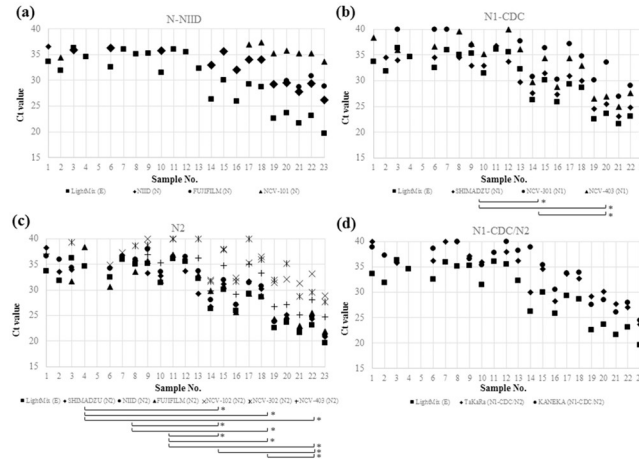 (a)
N-NIID
Ct value
40
35
30
25
20
15
1 2 3 4 5 6 7 8 9 10 11 12 13 14 15 16 17 18 19 20 21 22 23
Sample No.
■ LightMix (E) ◆ NIID (N) ● FUJIFILM (N) ▲ NCV-101 (N)
(b)
N1-CDC
Ct value
40
35
30
25
20
15
1 2 3 4 5 6 7 8 9 10 11 12 13 14 15 16 17 18 19 20 21 22 23
Sample No.
■ LightMix (E) ◆ SHIMADZU (N1) ● NCV-301 (N1) ▲ NCV-403 (N1)
*
*
(c)
N2
Ct value
40
35
30
25
20
15
1 2 3 4 5 6 7 8 9 10 11 12 13 14 15 16 17 18 19 20 21 22 23
Sample No.
■ LightMix (E) ◆ SHIMADZU (N2) ● NIID (N2) ▲ FUJIFILM (N2) × NCV-102 (N2) NCV-302 (N2) + NCV-403 (N2)
*
*
*
*
*
*
*
*
*
*
(d)
N1-CDC/N2
Ct value
40
35
30
25
20
15
1 2 3 4 5 6 7 8 9 10 11 12 13 14 15 16 17 18 19 20 21 22 23
Sample No.
■ LightMix (E) ◆ TaKaRa (N1-CDC/N2) ● KANEKA (N1-CDC/N2)